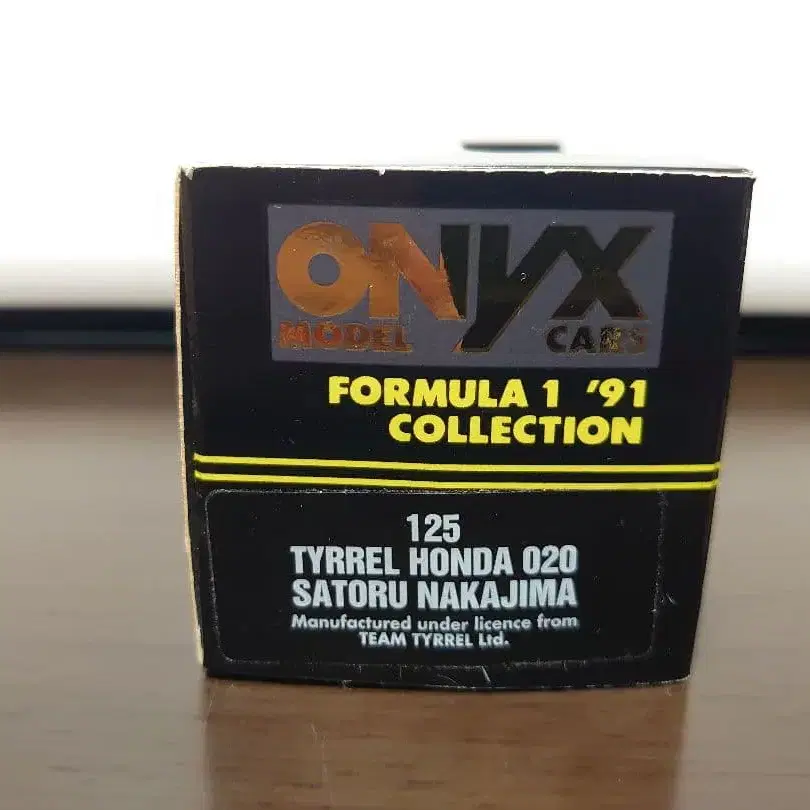 ONYX
MODEL CARS
FORMULA 1 '91
COLLECTION
125
TYRREL HONDA 020
SATORU NAKAJIMA
Manufactured under licence from
TEAM TYRREL Ltd.